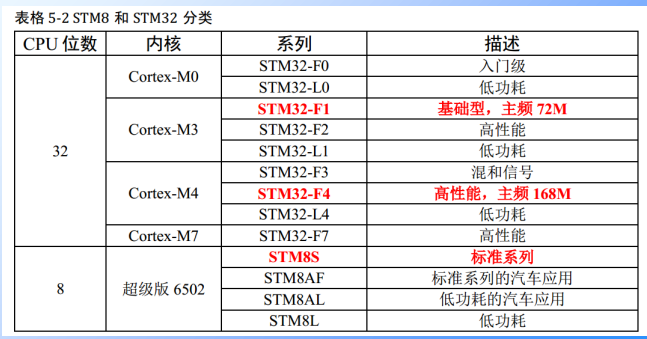 表格 5-2 STM8 和 STM32 分类
CPU 位数 内核 系列 描述
32 Cortex-M0 STM32-F0 入门级
STM32-L0 低功耗
Cortex-M3 STM32-F1 基础型，主频 72M
STM32-F2 高性能
STM32-L1 低功耗
Cortex-M4 STM32-F3 混和信号
STM32-F4 高性能，主频 168M
STM32-L4 低功耗
Cortex-M7 STM32-F7 高性能
8 超级版 6502 STM8S 标准系列
STM8AF 标准系列的汽车应用
STM8AL 低功耗的汽车应用
STM8L 低功耗